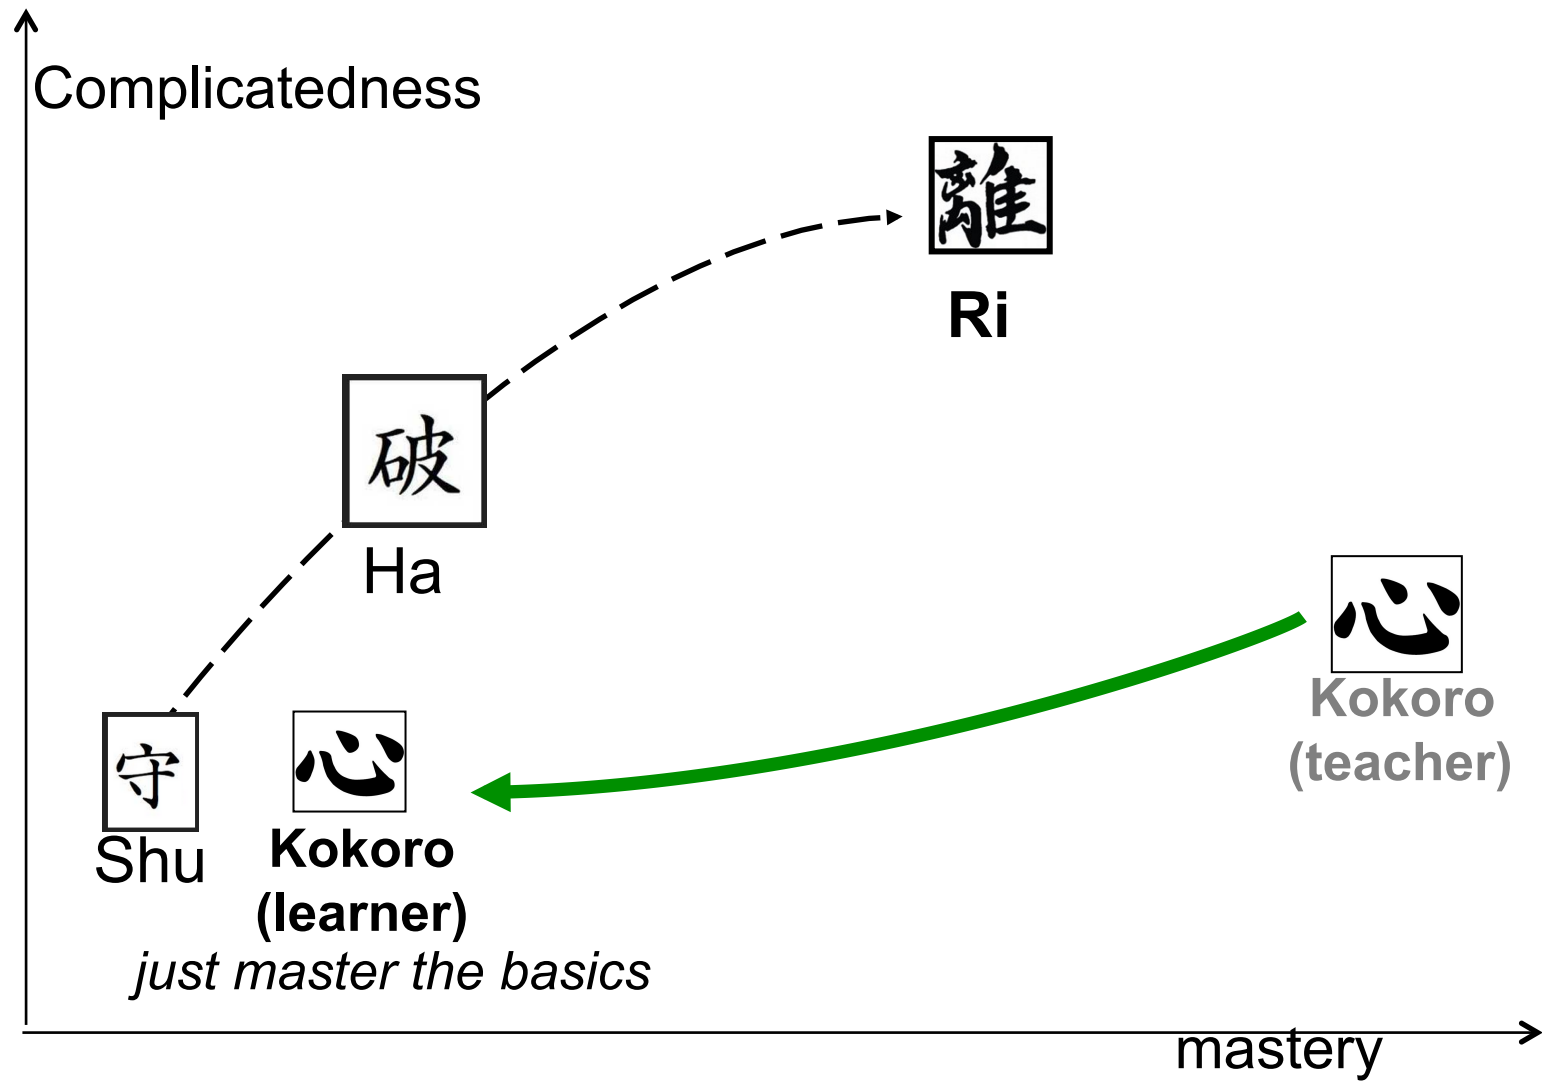 Complicatedness
離
Ri
破
Ha
心
Kokoro
(teacher)
守
Shu
心
Kokoro
(learner)
just master the basics
mastery